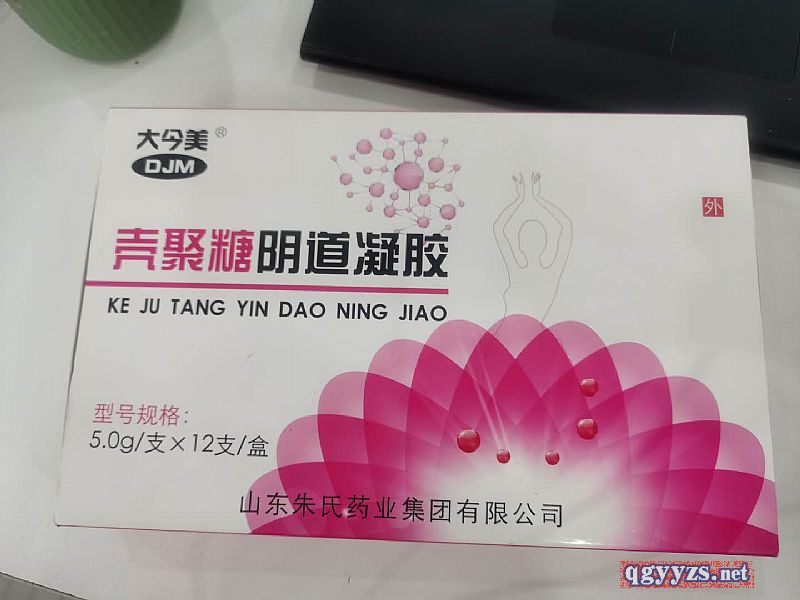 大今美®
DJM
外
壳聚糖阴道凝胶
KE JU TANG YIN DAO NING JIAO
型号规格:
5.0g/支×12支/盒
山东朱氏药业集团有限公司
qgyyzs.net